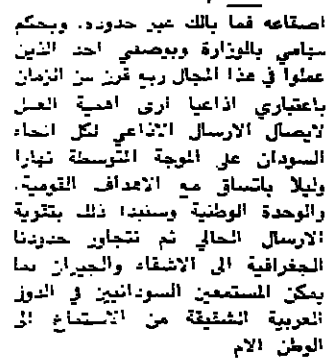 اصقاعه فما بالك عبر حدوده. وبحكم
سياسي بالوزارة وبوصفي احد الذين
عملوا في هذا المجال ربع قرن من الزمان
باعتباري اذاعيا ارى اهمية العمل
لايصال الارسال الاذاعي لكل انحاء
السودان على الموجة المتوسطة نهارا
وليلا باتساق مع الاهداف القومية.
والوحدة الوطنية وسنبدا ذلك بتقوية
الارسال الحالي ثم نتجاوز حدودنا
الجغرافية الى الاشقاء والجيران بما
يمكن المستمعين السودانيين في الدول
العربية الشقيقة من الاستماع الى
الوطن الام